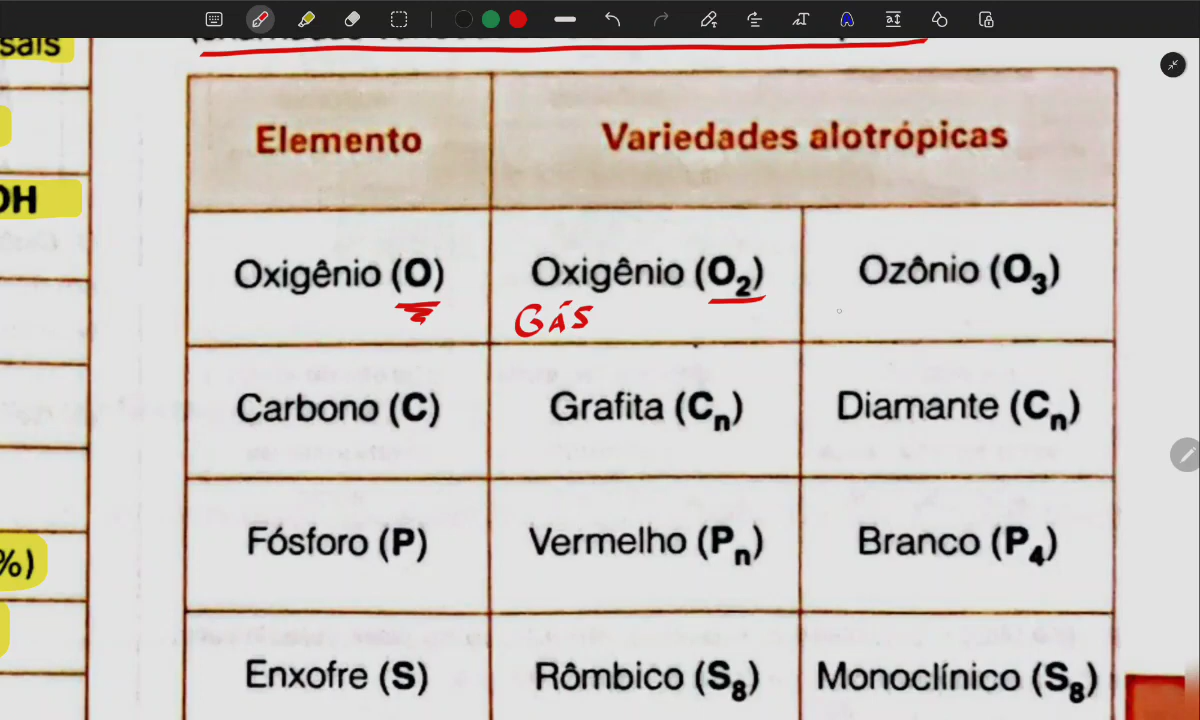 sais
OH
%)
Elemento Variedades alotrópicas
Oxigênio (O) Oxigênio (O₂) Ozônio (O₃)
GÁS
Carbono (C) Grafita (Cₙ) Diamante (Cₙ)
Fósforo (P) Vermelho (Pₙ) Branco (P₄)
Enxofre (S) Rômbico (S₈) Monoclínico (S₈)